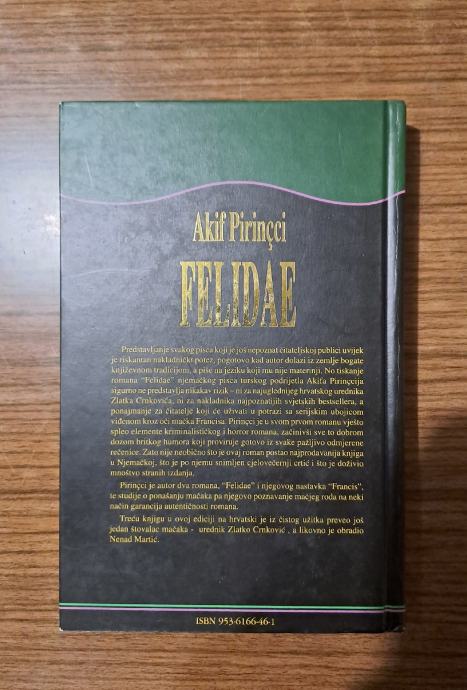 Akif Pirinçci
FELIDAE
Predstavljanje svakog pisca koji je još nepoznat čitateljskoj publici uvijek
je riskantan nakladnički potez, pogotovo kad autor dolazi iz zemlje bogate
književnom tradicijom, a piše na jeziku koji mu nije materinji. No tiskanje
romana "Felidae" njemačkog pisca turskog podrijetla Akifa Pirinçcija
sigurno ne predstavlja nikakav rizik – ni za najuglednijeg hrvatskog urednika
Zlatka Crnkovića, ni za nakladnika najpoznatijih svjetskih bestsellera, a
ponajmanje za čitatelje koji će uživati u potrazi sa serijskim ubojicom
viđenom kroz oči mačka Francisa. Pirinçci je u svom prvom romanu vješto
spleo elemente kriminalističkog i horror romana, začinivši sve to dobrom
dozom britkog humora koji proviruje gotovo iz svake pažljivo odmjerene
rečenice. Zato nije neobično što je ovaj roman postao najprodavanija knjiga
u Njemačkoj, što je po njemu snimljen cjelovečernji crtić i što je doživio
mnoštvo stranih izdanja.
Pirinçci je autor dva romana, "Felidae" i njegovog nastavka "Francis",
te studije o ponašanju mačaka pa njegovo poznavanje mačjeg roda na neki
način garancija autentičnosti romana.
Treću knjigu u ovoj ediciji na hrvatski je iz čistog užitka preveo još
jedan štovalac mačaka - urednik Zlatko Crnković , a likovno je obradio
Nenad Martić.
ISBN 953-6166-46-1